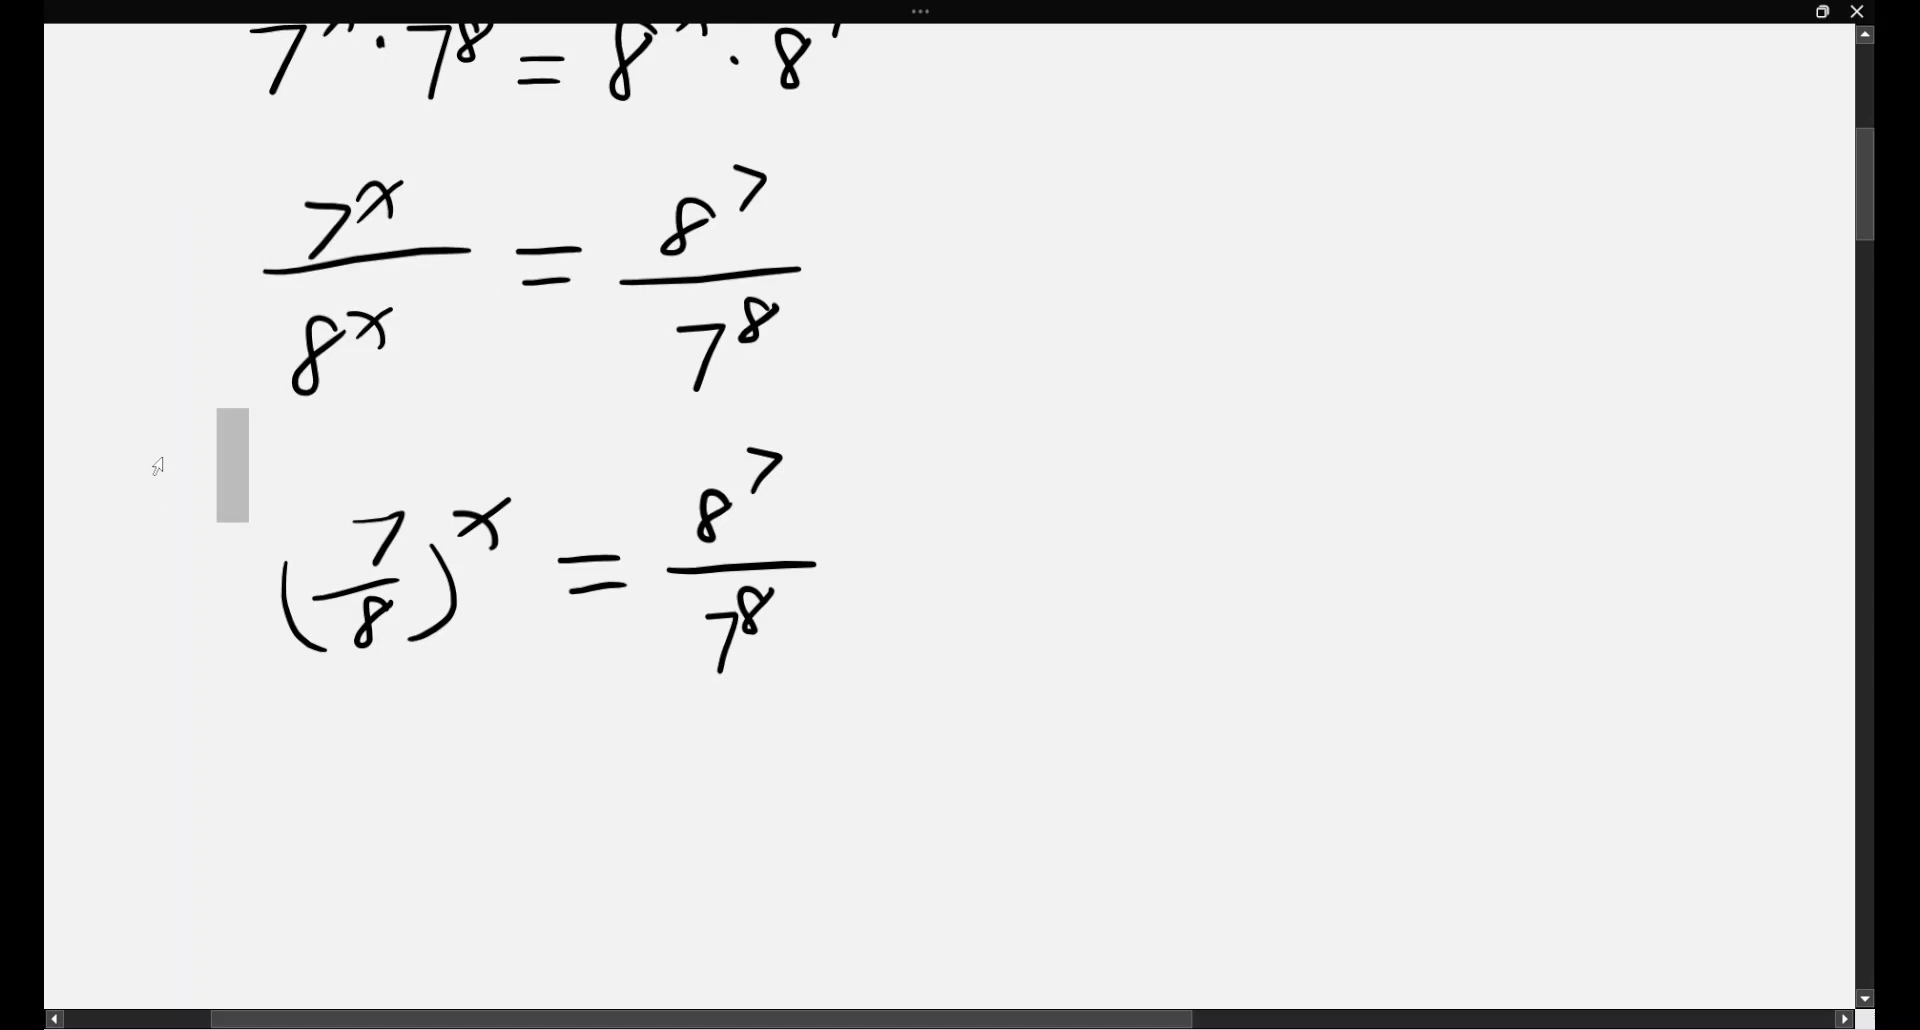 7^x · 7^8 = 8^x · 8^7
7^x / 8^x = 8^7 / 7^8
(7/8)^x = 8^7 / 7^8